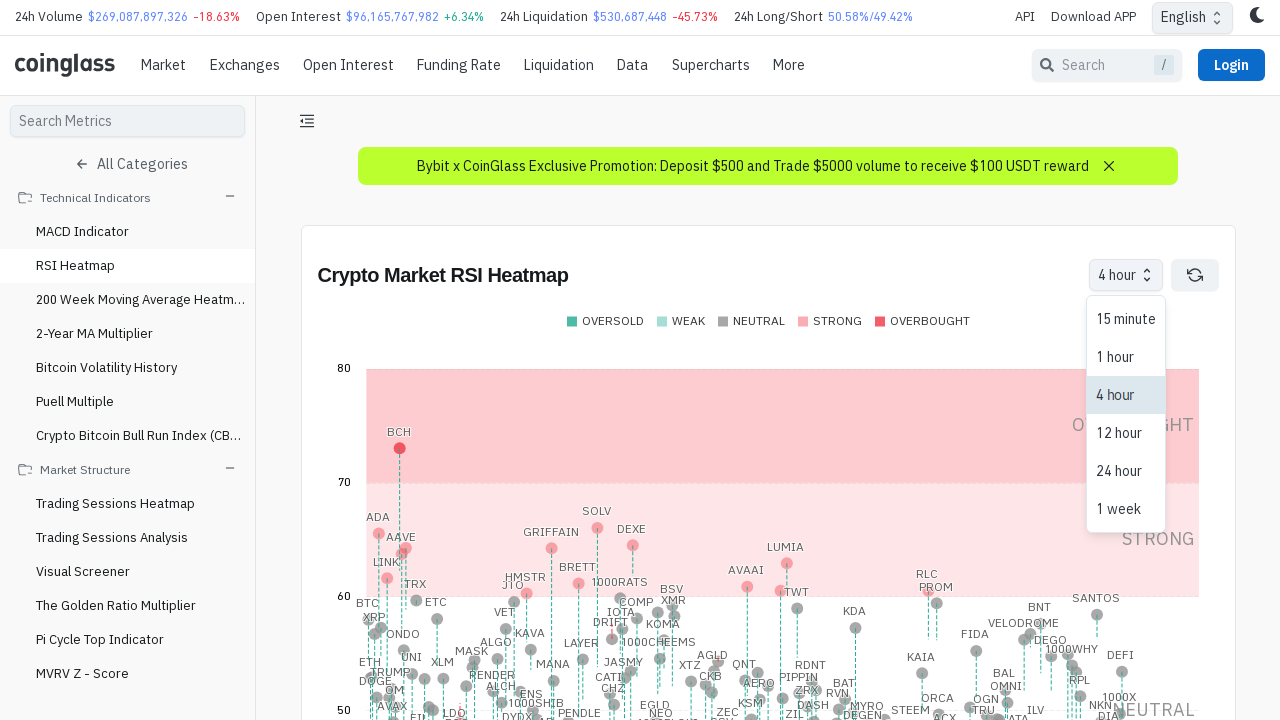 24h Volume $269,087,897,326 -18.63% Open Interest $96,165,767,982 +6.34% 24h Liquidation $530,687,448 -45.73% 24h Long/Short 50.58%/49.42% API Download APP English
coinglass Market Exchanges Open Interest Funding Rate Liquidation Data Supercharts More Search / Login
Search Metrics
All Categories
Technical Indicators
MACD Indicator
RSI Heatmap
200 Week Moving Average Heatm...
2-Year MA Multiplier
Bitcoin Volatility History
Puell Multiple
Crypto Bitcoin Bull Run Index (CB...
Market Structure
Trading Sessions Heatmap
Trading Sessions Analysis
Visual Screener
The Golden Ratio Multiplier
Pi Cycle Top Indicator
MVRV Z - Score
Bybit x CoinGlass Exclusive Promotion: Deposit $500 and Trade $5000 volume to receive $100 USDT reward
Crypto Market RSI Heatmap
4 hour
15 minute
1 hour
4 hour
12 hour
24 hour
1 week
OVERSOLD WEAK NEUTRAL STRONG OVERBOUGHT
80
BCH
70
STRONG
SOLV
ADA
GRIFFAIN DEXE
AAVE
LUMIA
LINK
BRETT AVAAI
RLC
HMSTR
TRX JTO 1000RATS PROM
BSV TWT
60
BTC ETC COMP XMR SANTOS
XRP VET IOTA KDA BNT
DRIFT KOMA VELODROME
ONDO KAVA FIDA
ALGO LAYER 1000CHEEMS DEGO
MASK 1000WHY
UNI AGLD KAIA DEFI
ETH XLM MANA JASMY XTZ QNT RDNT
TRUMP RENDER CATI CKB PIPPIN BAL RPL
DOGE ALCH CHZ AERO BAT OMNI
OM ENS ZRX RVN ORCA OGN 1000X
AVAX 1000SHIB EGLD KSM DASH MYRO NKN
LDO PENDLE NEO ZEC ZIL DEGEN STEEM TRU
50 NEUTRAL
ACX